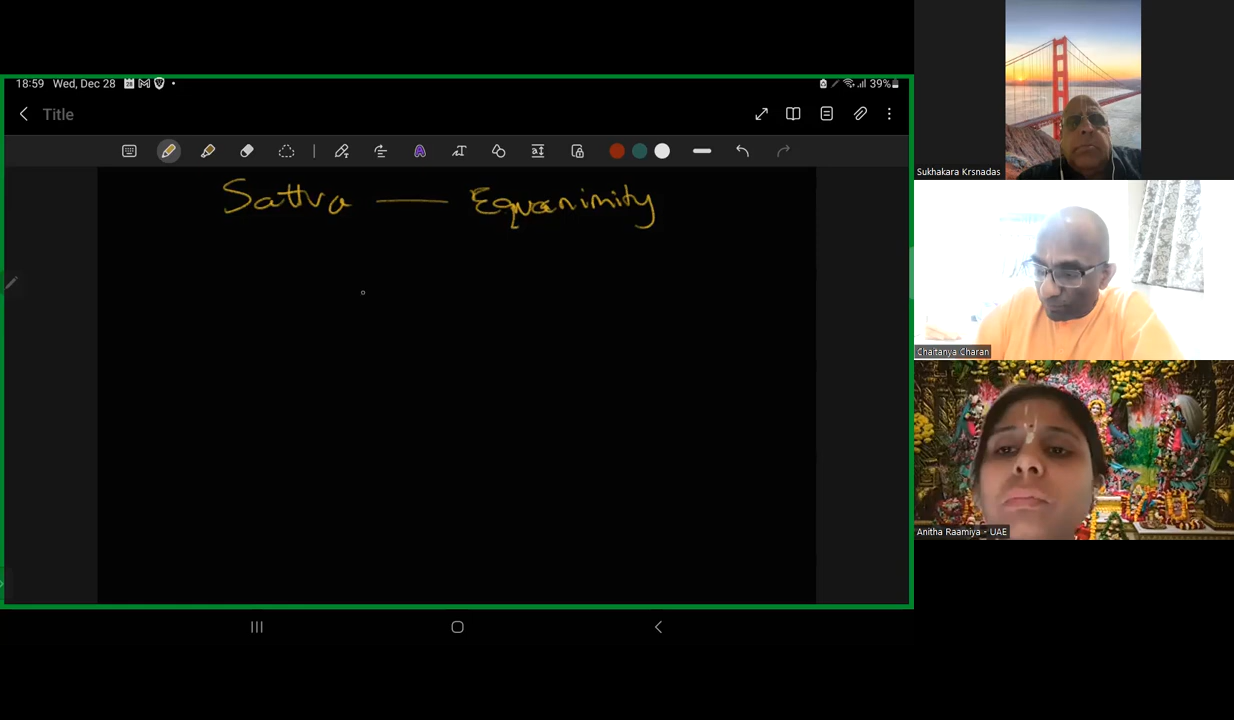 18:59 Wed, Dec 28
39%
Title
Sattva — Equanimity
Sukhakara Krsnadas
Chaitanya Charan
Anitha Raamiya - UAE